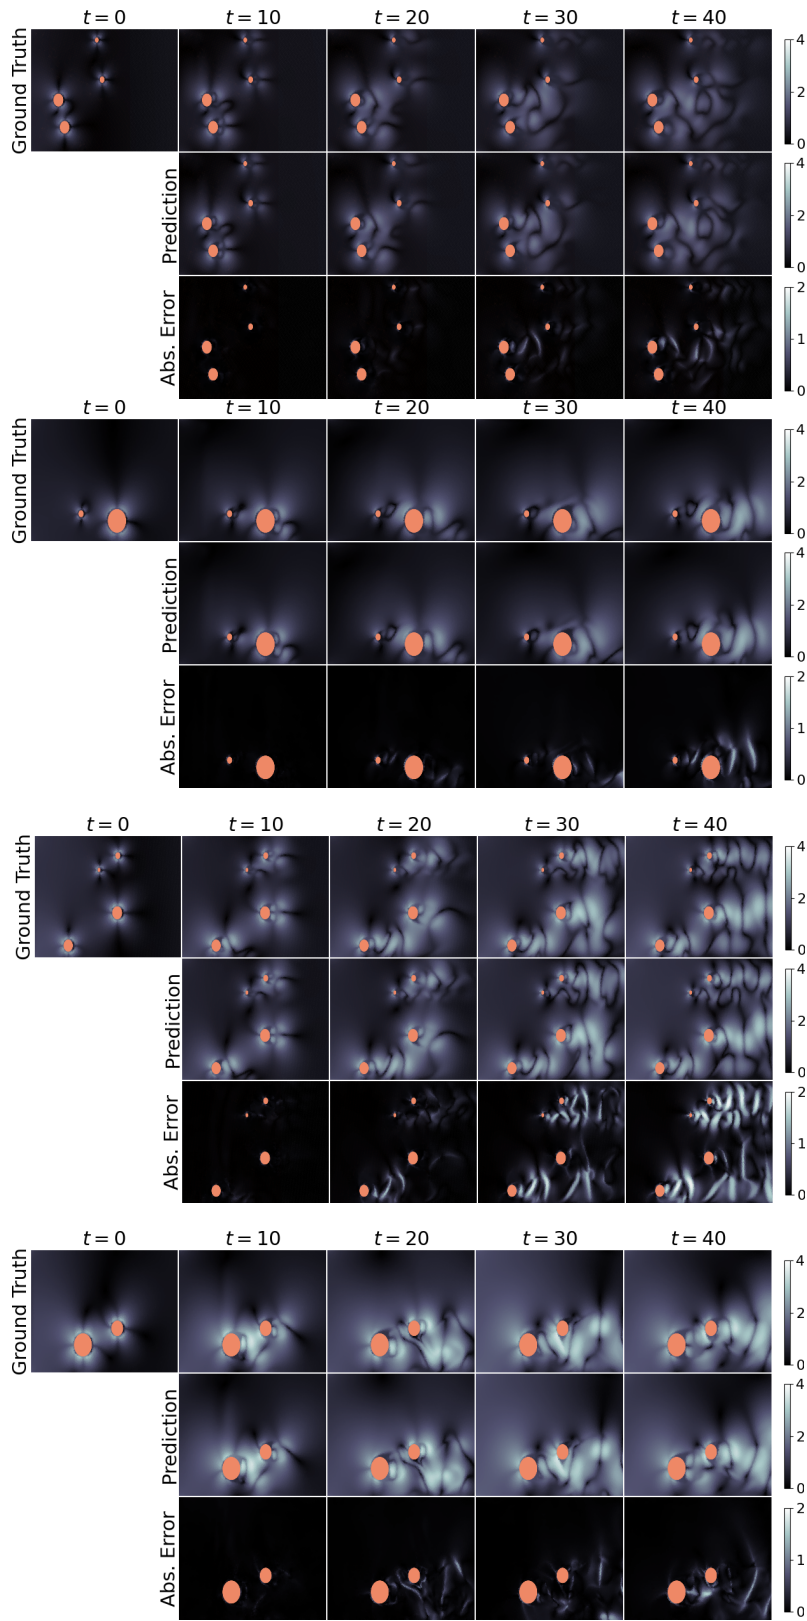 t = 0 t = 10 t = 20 t = 30 t = 40
Ground Truth
4
2
0
Prediction
4
2
0
Abs. Error
2
1
0
t = 0 t = 10 t = 20 t = 30 t = 40
Ground Truth
4
2
0
Prediction
4
2
0
Abs. Error
2
1
0
t = 0 t = 10 t = 20 t = 30 t = 40
Ground Truth
4
2
0
Prediction
4
2
0
Abs. Error
2
1
0
t = 0 t = 10 t = 20 t = 30 t = 40
Ground Truth
4
2
0
Prediction
4
2
0
Abs. Error
2
1
0